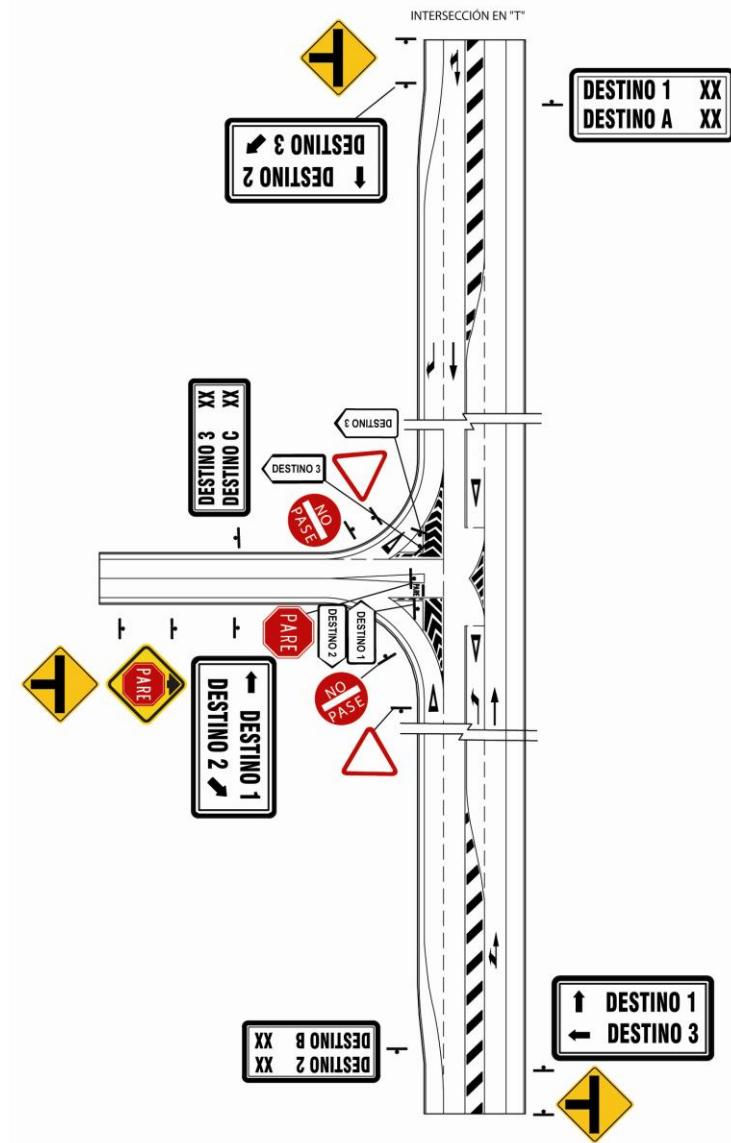 INTERSECCIÓN EN "T"
DESTINO 1 XX
DESTINO A XX
DESTINO 2
DESTINO 3
DESTINO 3 XX
DESTINO C XX
DESTINO 3
DESTINO 3
NO
PASE
PARE
PARE
DESTINO 2
DESTINO 1
PARE
NO
PASE
DESTINO 1
DESTINO 2
DESTINO 1
DESTINO 3
DESTINO 2 XX
DESTINO B XX